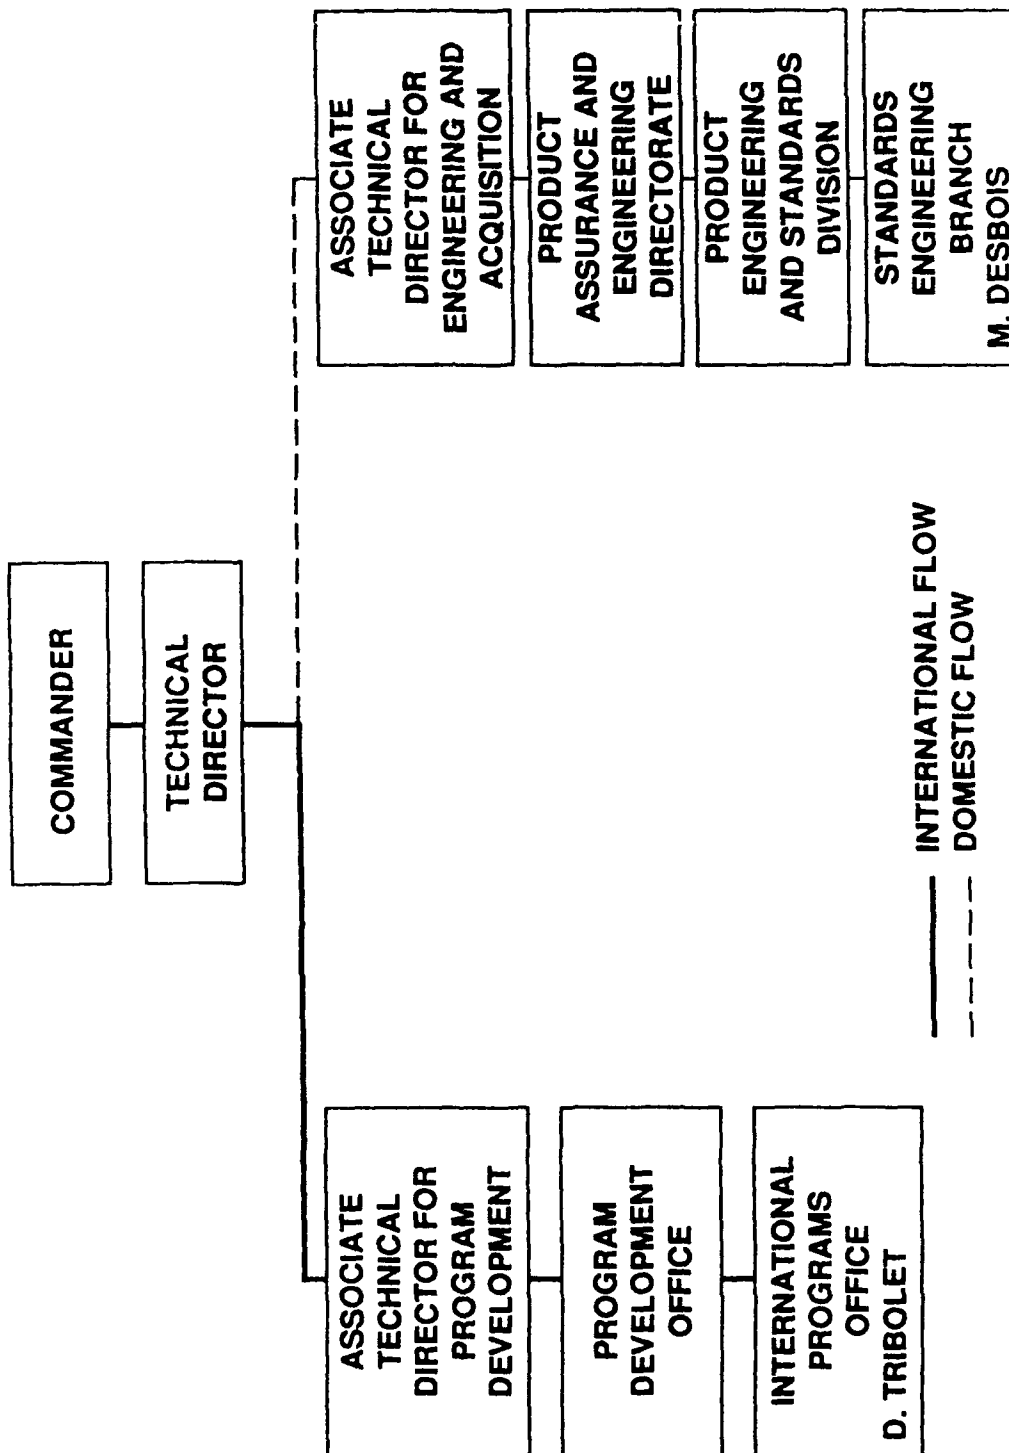 COMMANDER
TECHNICAL
DIRECTOR
ASSOCIATE
TECHNICAL
DIRECTOR FOR
PROGRAM
DEVELOPMENT
PROGRAM
DEVELOPMENT
OFFICE
INTERNATIONAL
PROGRAMS
OFFICE
D. TRIBOLET
ASSOCIATE
TECHNICAL
DIRECTOR FOR
ENGINEERING AND
ACQUISITION
PRODUCT
ASSURANCE AND
ENGINEERING
DIRECTORATE
PRODUCT
ENGINEERING
AND STANDARDS
DIVISION
STANDARDS
ENGINEERING
BRANCH
M. DESBOIS
INTERNATIONAL FLOW
DOMESTIC FLOW